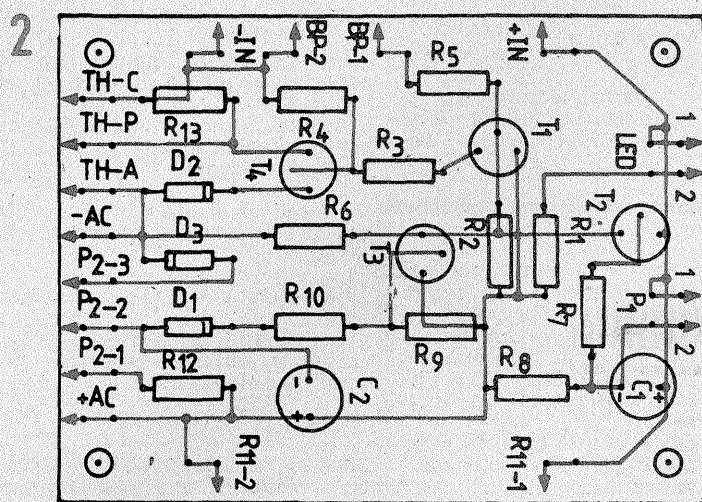 2
-IN
BP-2
BP-1
+IN
TH-C
R13
R4
R5
T1
1
LED
2
TH-P
TH-A
D2
T4
R3
-AC
D3
R6
T3
R2
R1
T2
P2-3
P2-2
D1
R10
R9
R7
P1
1
2
P2-1
R12
C2
R8
C1
+AC
-
+
-
+
R11-2
R11-1